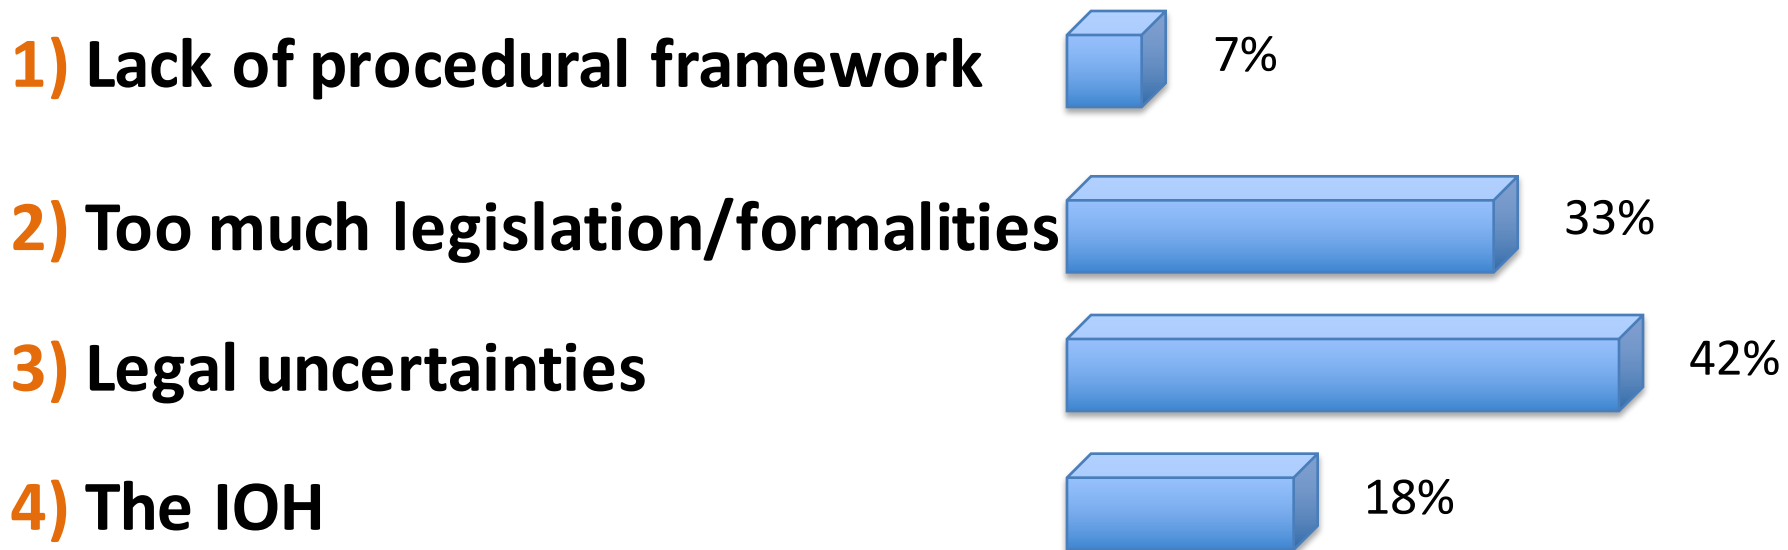 1) Lack of procedural framework 7%
2) Too much legislation/formalities 33%
3) Legal uncertainties 42%
4) The IOH 18%